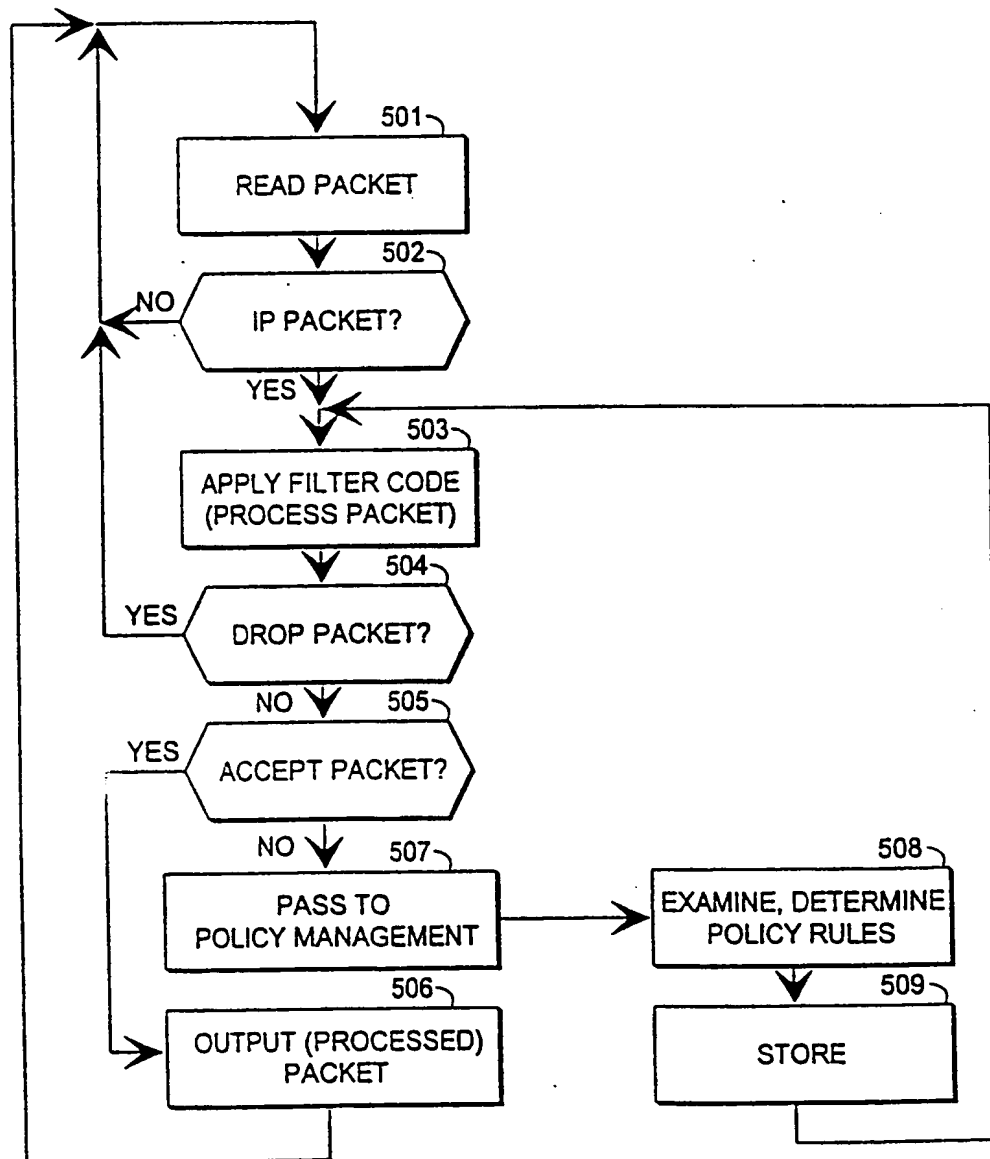 501
READ PACKET
502
NO
IP PACKET?
YES
503
APPLY FILTER CODE
(PROCESS PACKET)
504
YES
DROP PACKET?
NO
505
YES
ACCEPT PACKET?
NO
507
PASS TO
POLICY MANAGEMENT
508
EXAMINE, DETERMINE
POLICY RULES
506
OUTPUT (PROCESSED)
PACKET
509
STORE